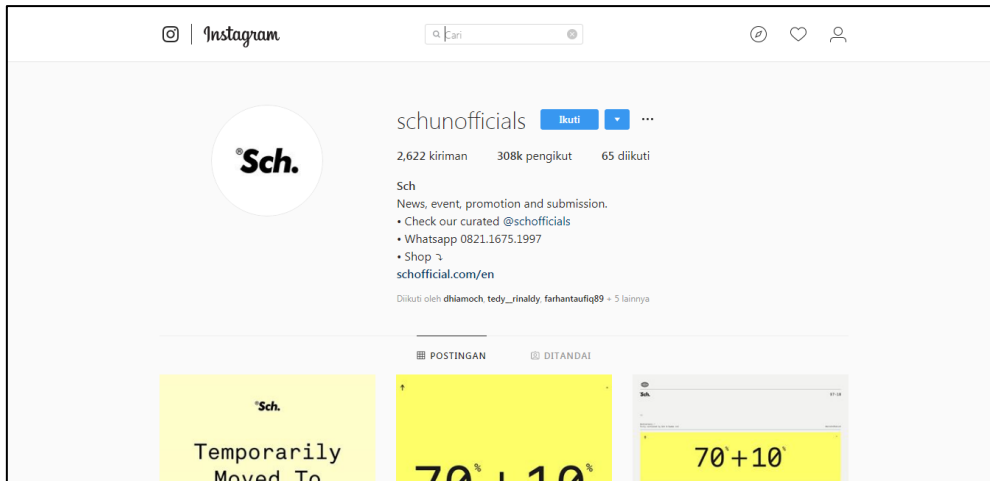 Instagram
Cari
®Sch.
schunofficials Ikuti
2,622 kiriman 308k pengikut 65 diikuti
Sch
News, event, promotion and submission.
• Check our curated @schofficials
• Whatsapp 0821.1675.1997
• Shop ⤵
schofficial.com/en
Diikuti oleh dhiamoch, tedy__rinaldy, farhantaufiq89 + 5 lainnya
POSTINGAN DITANDAI
®Sch.
Temporarily
Moved To
70%+10%
Sch.
07-10
70%+10%